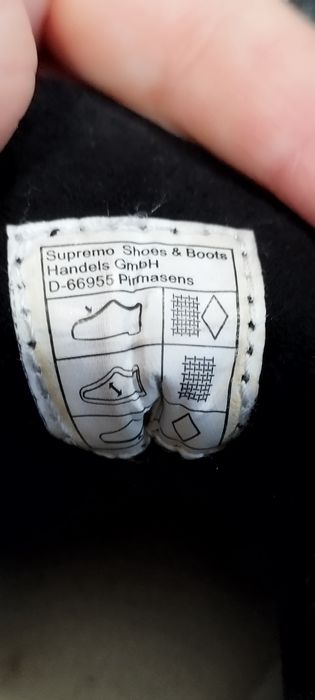 Supremo Shoes & Boots
Handels GmbH
D-66955 Pirmasens